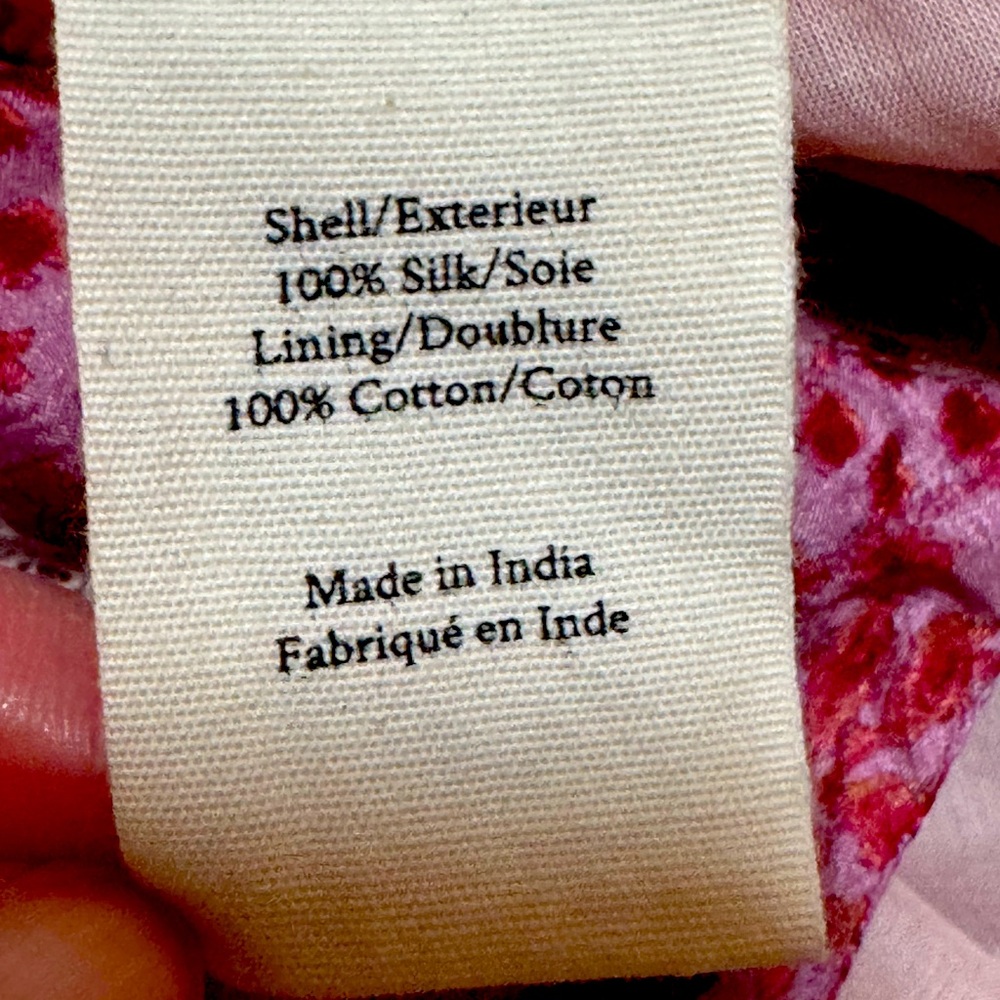 Shell/Exterieur
100% Silk/Soie
Lining/Doublure
100% Cotton/Coton
Made in India
Fabriqué en Inde